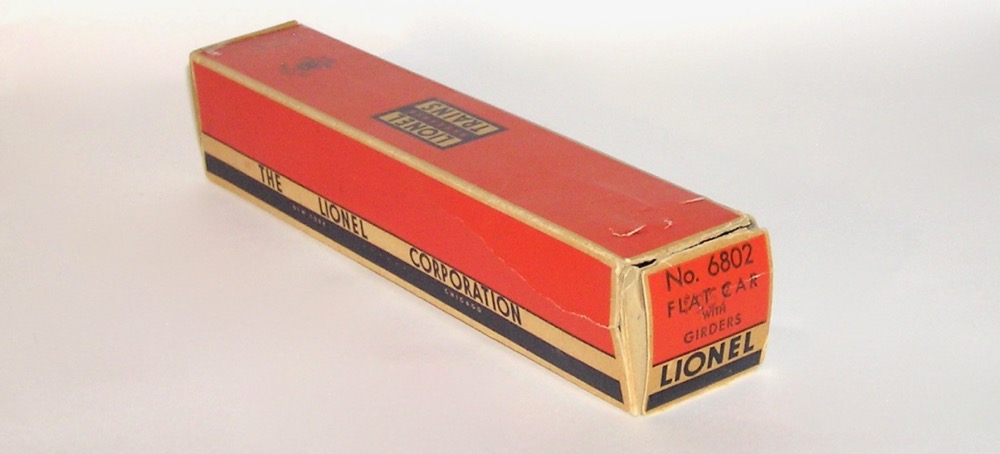 LIONEL
TRAINS
THE LIONEL CORPORATION
NEW YORK
CHICAGO
No. 6802
FLAT CAR
WITH
GIRDERS
LIONEL